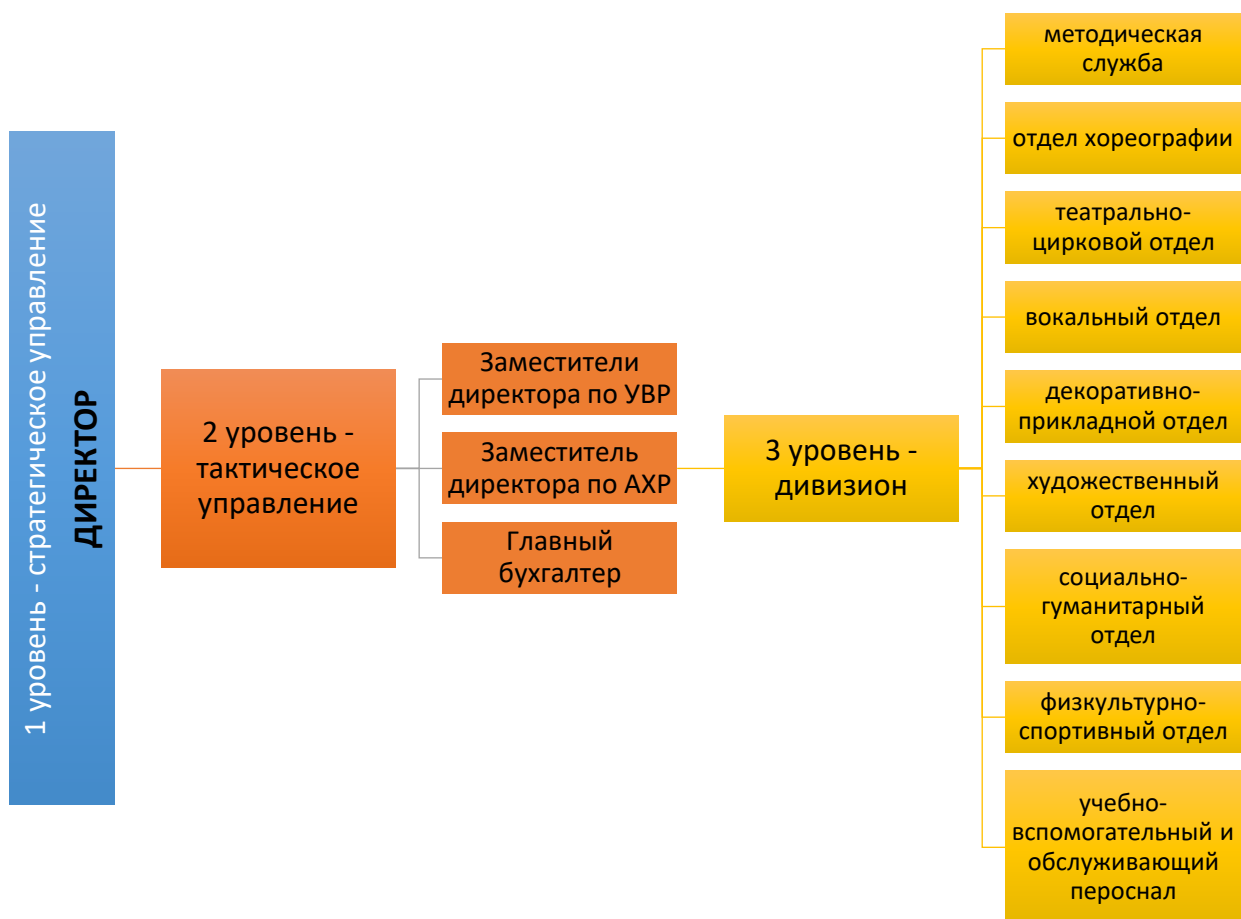 1 уровень - стратегическое управление
ДИРЕКТОР
2 уровень -
тактическое
управление
Заместители
директора по УВР
Заместитель
директора по АХР
Главный
бухгалтер
3 уровень -
дивизион
методическая
служба
отдел хореографии
театрально-
цирковой отдел
вокальный отдел
декоративно-
прикладной отдел
художественный
отдел
социально-
гуманитарный
отдел
физкультурно-
спортивный отдел
учебно-
вспомогательный и
обслуживающий
пероснал